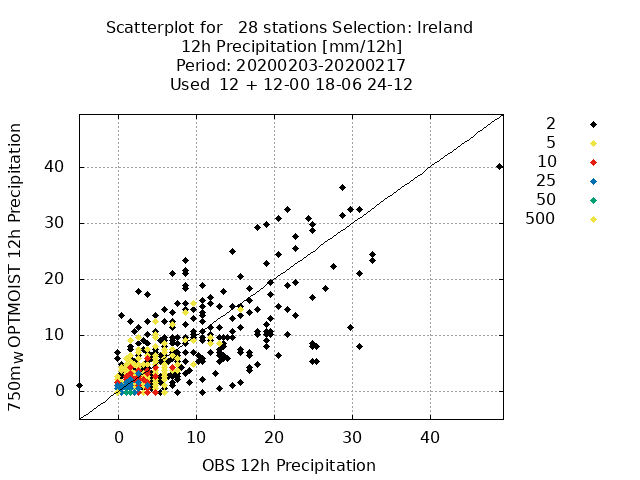 Scatterplot for   28 stations Selection: Ireland
12h Precipitation [mm/12h]
Period: 20200203-20200217
Used  12 + 12-00 18-06 24-12
2
5
10
25
50
500
40
30
20
10
0
750mw OPTMOIST 12h Precipitation
0
10
20
30
40
OBS 12h Precipitation